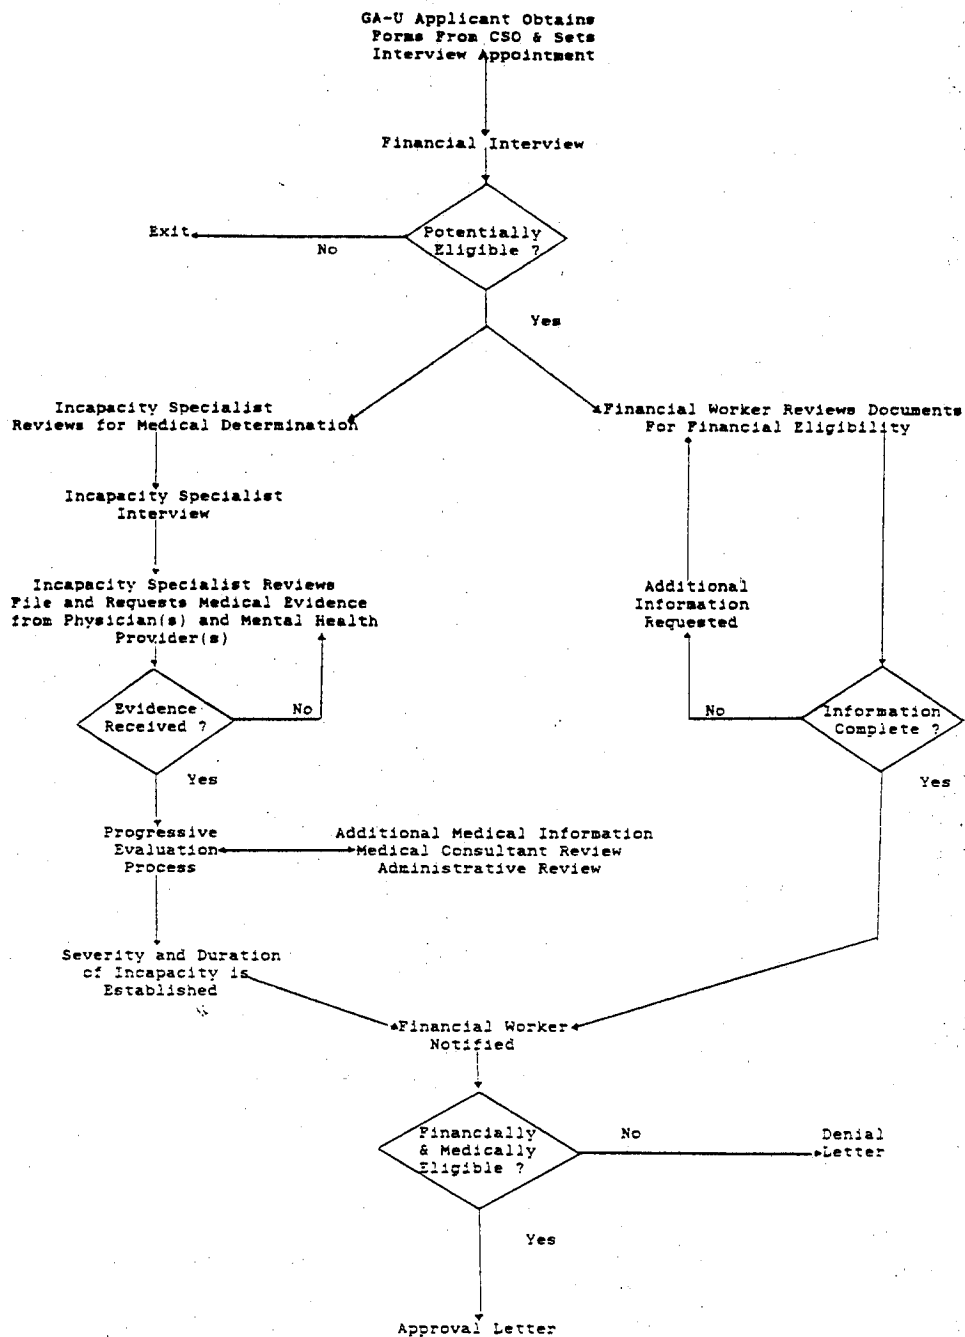 GA-U Applicant Obtains
Forms From CSO & Sets
Interview Appointment
Financial Interview
Potentially
Eligible ?
Exit
No
Yes
Incapacity Specialist
Reviews for Medical Determination
Financial Worker Reviews Documents
For Financial Eligibility
Incapacity Specialist
Interview
Incapacity Specialist Reviews
File and Requests Medical Evidence
from Physician(s) and Mental Health
Provider(s)
Additional
Information
Requested
Evidence
Received ?
No
Yes
No
Information
Complete ?
Yes
Progressive
Evaluation
Process
Additional Medical Information
Medical Consultant Review
Administrative Review
Severity and Duration
of Incapacity is
Established
Financial Worker
Notified
Financially
& Medically
Eligible ?
No
Denial
Letter
Yes
Approval Letter